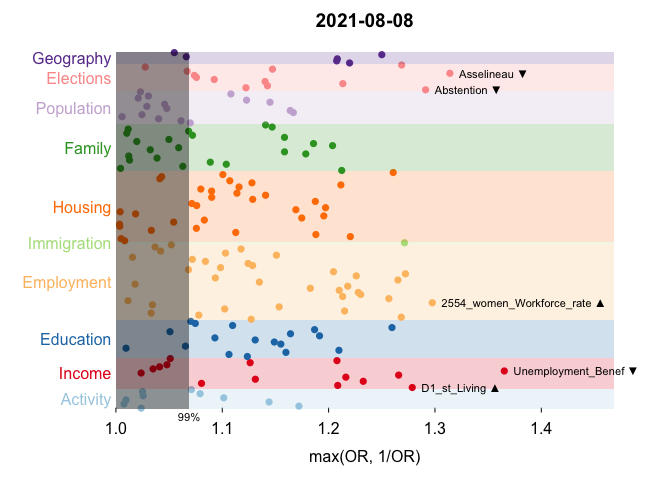 2021-08-08
Geography
Elections
Asselineau ▼
Abstention ▼
Population
Family
Housing
Immigration
Employment
2554_women_Workforce_rate ▲
Education
Income
Unemployment_Benef ▼
D1_st_Living ▲
Activity
99%
1.0 1.1 1.2 1.3 1.4
max(OR, 1/OR)